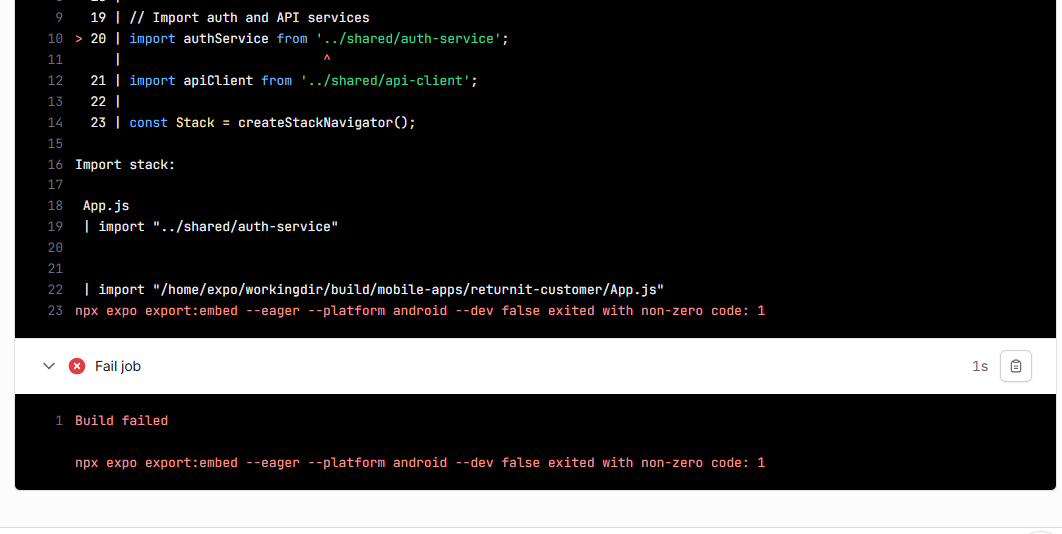 9 19 | // Import auth and API services
10 > 20 | import authService from '../shared/auth-service';
11 | ^
12 21 | import apiClient from '../shared/api-client';
13 22 |
14 23 | const Stack = createStackNavigator();
15
16 Import stack:
17
18 App.js
19 | import "../shared/auth-service"
20
21
22 | import "/home/expo/workingdir/build/mobile-apps/returnit-customer/App.js"
23 npx expo export:embed --eager --platform android --dev false exited with non-zero code: 1
Fail job 1s
1 Build failed
npx expo export:embed --eager --platform android --dev false exited with non-zero code: 1